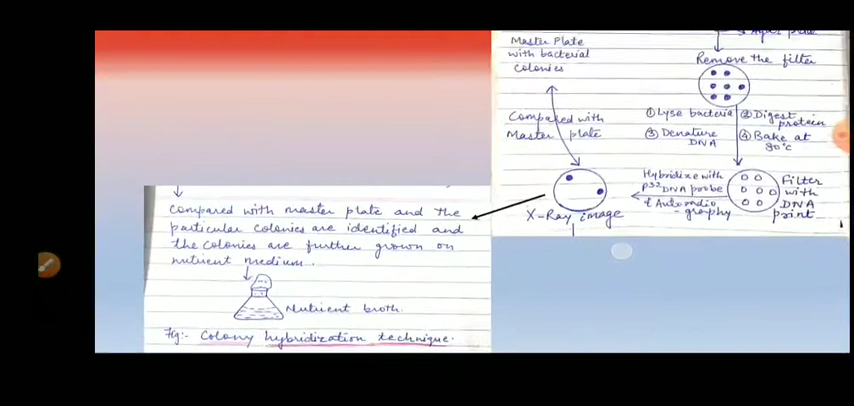 Master Plate
with bacterial
colonies
Remove the filter
Compared with
Master plate
① Lyse bacteria
② Digest
protein
③ Denature
DNA
④ Bake at
80°C
Hybridize with
P³² DNA probe
& Autoradio
-graphy
Filter
with
DNA
print
X-Ray image
Compared with master plate and the
particular colonies are identified and
the colonies are further grown on
nutrient medium.
Nutrient broth.
Fig:- Colony hybridization technique.